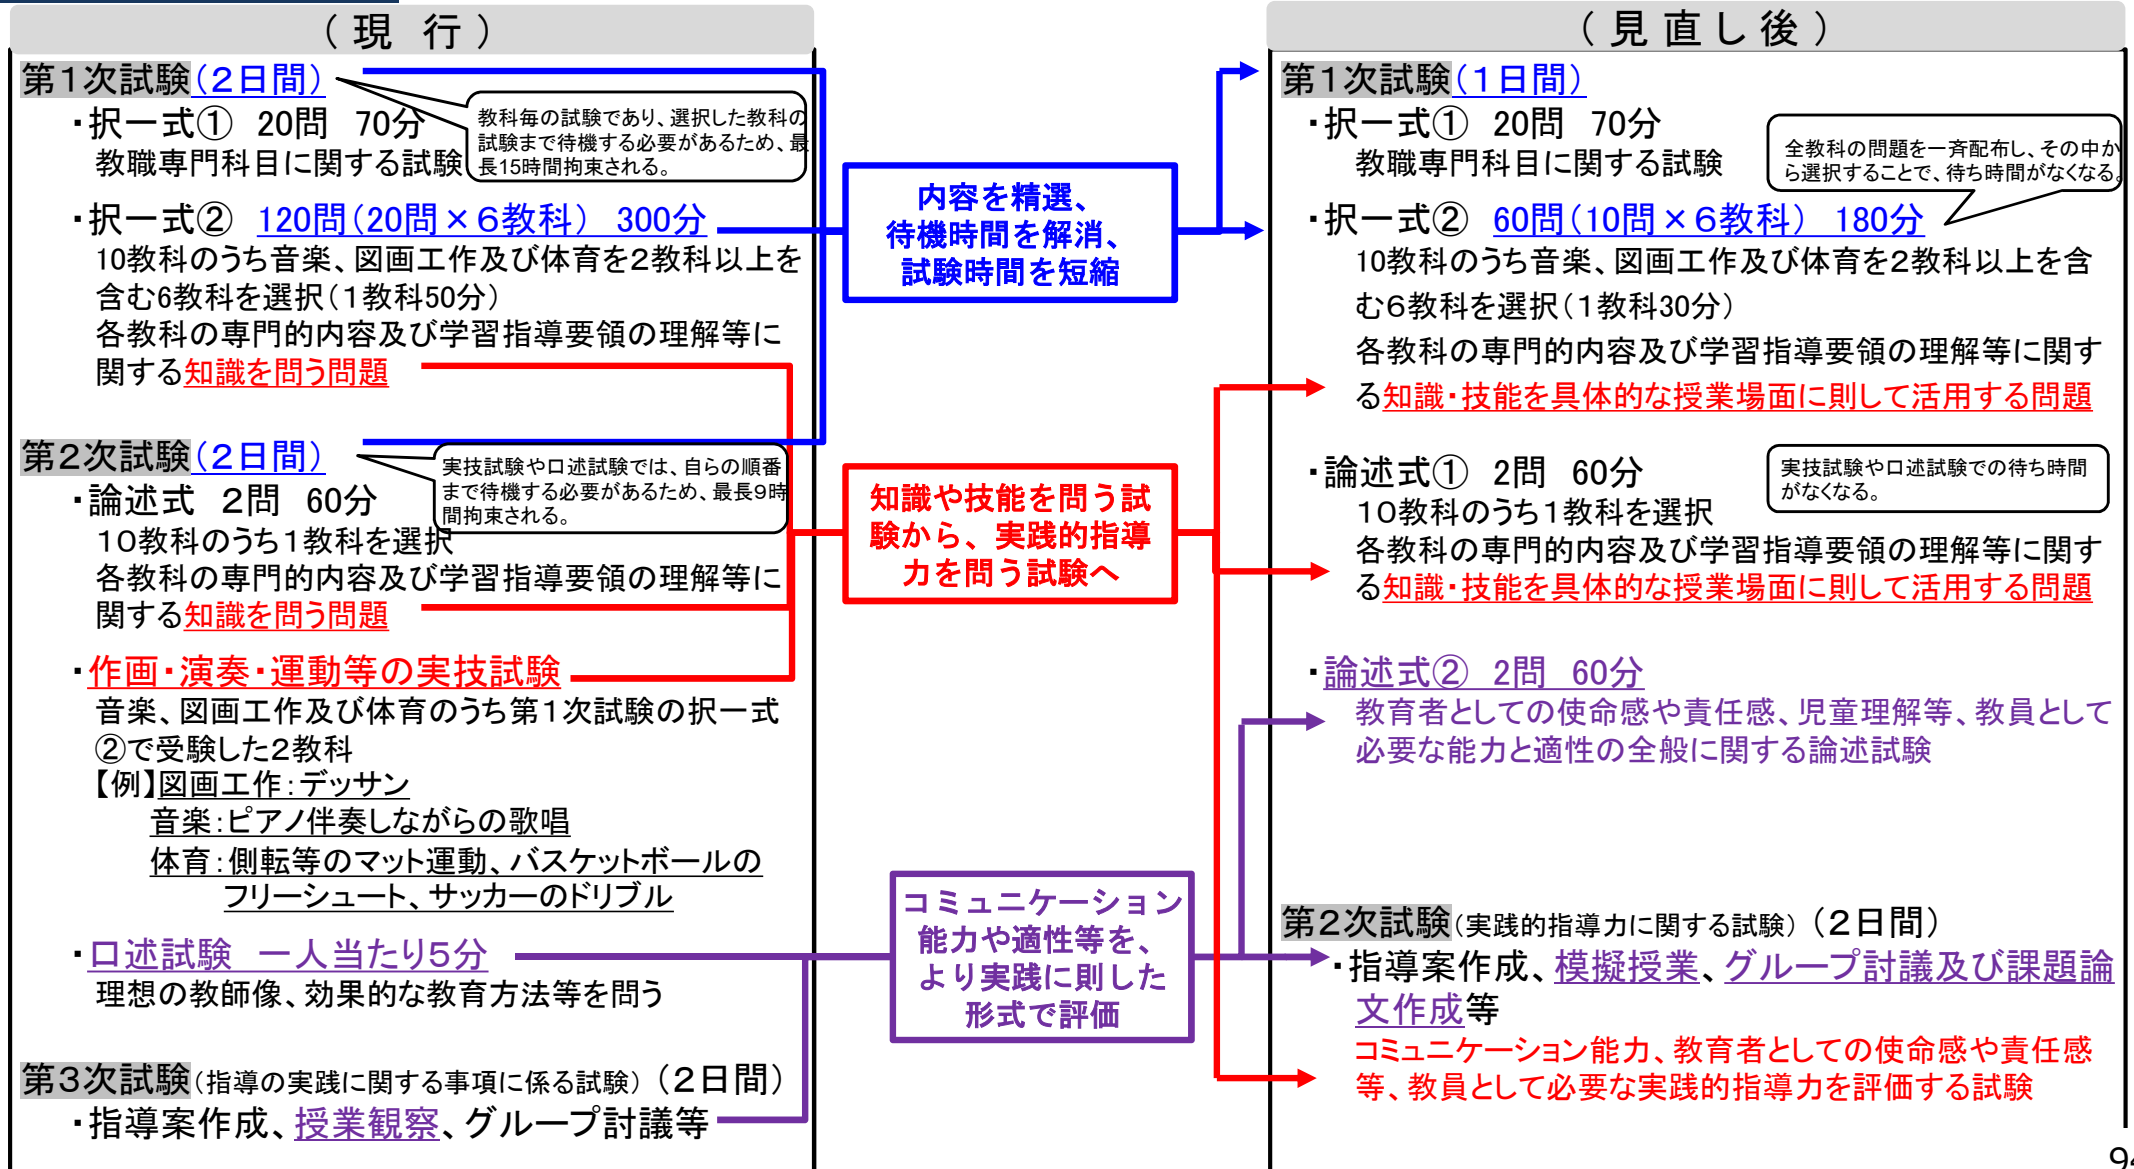 （現　行）
第１次試験（２日間）
教科毎の試験であり、選択した教科の
試験まで待機する必要があるため、最
長15時間拘束される。
・択一式①　20問　70分
教職専門科目に関する試験
・択一式②　120問（20問×６教科）　300分
10教科のうち音楽、図画工作及び体育を２教科以上を
含む6教科を選択（１教科50分）
各教科の専門的内容及び学習指導要領の理解等に
関する知識を問う問題
第２次試験（２日間）
実技試験や口述試験では、自らの順番
まで待機する必要があるため、最長９時
間拘束される。
・論述式　２問　60分
１０教科のうち１教科を選択
各教科の専門的内容及び学習指導要領の理解等に
関する知識を問う問題
・作画・演奏・運動等の実技試験
音楽、図画工作及び体育のうち第１次試験の択一式
②で受験した２教科
【例】図画工作：デッサン
音楽：ピアノ伴奏しながらの歌唱
体育：側転等のマット運動、バスケットボールの
フリーシュート、サッカーのドリブル
・口述試験　一人当たり５分
理想の教師像、効果的な教育方法等を問う
第３次試験（指導の実践に関する事項に係る試験）（２日間）
・指導案作成、授業観察、グループ討議等
内容を精選、
待機時間を解消、
試験時間を短縮
知識や技能を問う試
験から、実践的指導
力を問う試験へ
コミュニケーション
能力や適性等を、
より実践に則した
形式で評価
（見直し後）
第１次試験（１日間）
・択一式①　20問　70分
教職専門科目に関する試験
全教科の問題を一斉配布し、その中か
ら選択することで、待ち時間がなくなる。
・択一式②　60問（10問×６教科）　180分
10教科のうち音楽、図画工作及び体育を２教科以上を含
む６教科を選択（１教科30分）
各教科の専門的内容及び学習指導要領の理解等に関す
る知識・技能を具体的な授業場面に則して活用する問題
・論述式①　2問　60分
実技試験や口述試験での待ち時間
がなくなる。
１０教科のうち１教科を選択
各教科の専門的内容及び学習指導要領の理解等に関す
る知識・技能を具体的な授業場面に則して活用する問題
・論述式②　2問　60分
教育者としての使命感や責任感、児童理解等、教員として
必要な能力と適性の全般に関する論述試験
第２次試験（実践的指導力に関する試験）（２日間）
・指導案作成、模擬授業、グループ討議及び課題論
文作成等
コミュニケーション能力、教育者としての使命感や責任感
等、教員として必要な実践的指導力を評価する試験